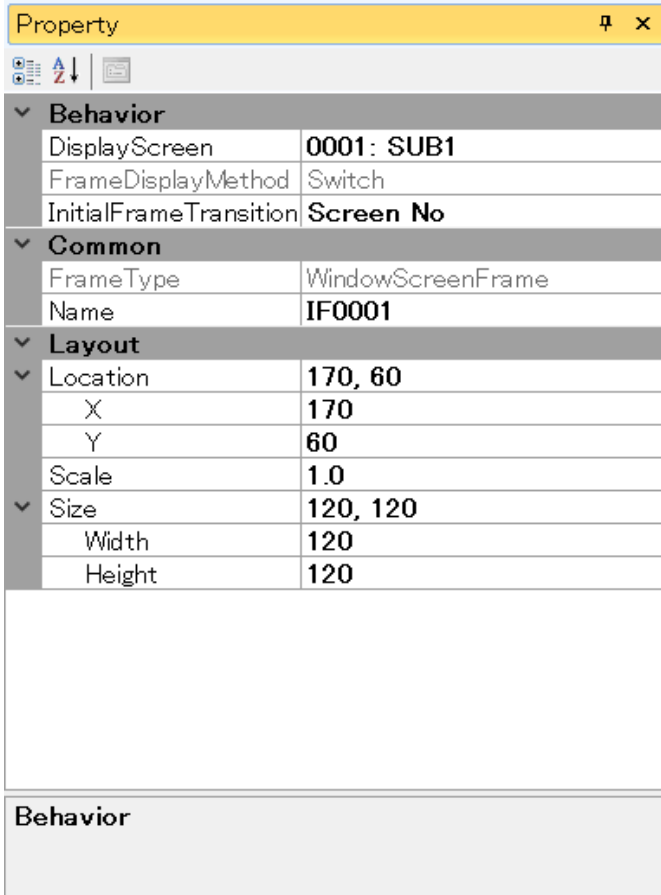 Property
Behavior
DisplayScreen 0001: SUB1
FrameDisplayMethod Switch
InitialFrameTransition Screen No
Common
FrameType WindowScreenFrame
Name IF0001
Layout
Location 170, 60
X 170
Y 60
Scale 1.0
Size 120, 120
Width 120
Height 120
Behavior